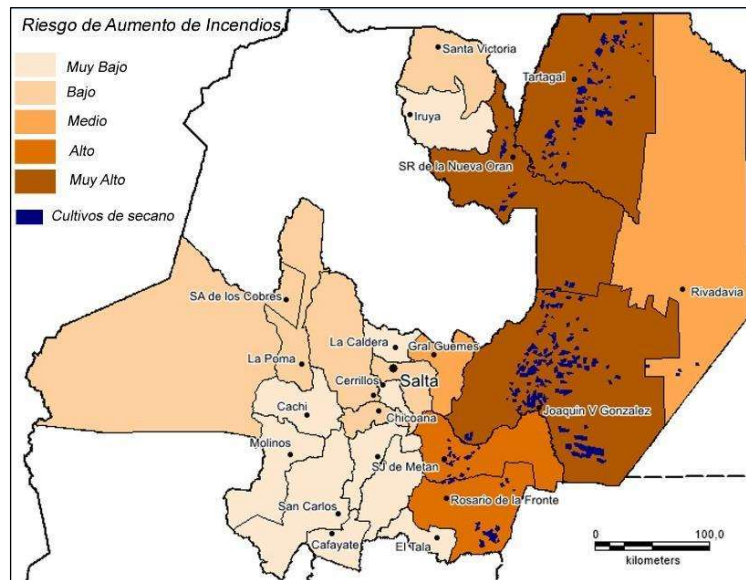 Riesgo de Aumento de Incendios
Muy Bajo
Bajo
Medio
Alto
Muy Alto
Cultivos de secano
Santa Victoria
Tartagal
Iruya
SR de la Nueva Oran
SA de los Cobres
Rivadavia
La Caldera
Gral Guemes
La Poma
Salta
Cerrillos
Cachi
Chicoana
Joaquin V Gonzalez
Molinos
SJ de Metan
San Carlos
Rosario de la Fronte
Cafayate
El Tala
0 100,0
kilometers